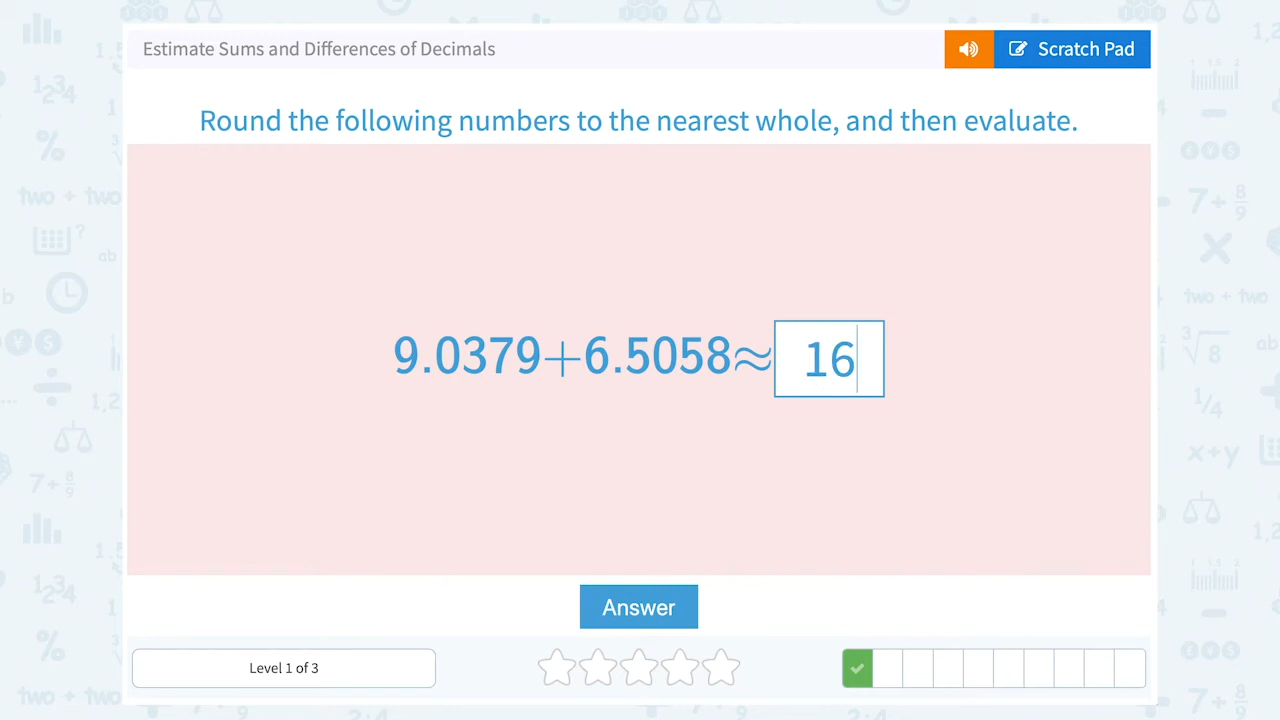 Estimate Sums and Differences of Decimals
Scratch Pad
Round the following numbers to the nearest whole, and then evaluate.
9.0379+6.5058≈ 16
Answer
Level 1 of 3